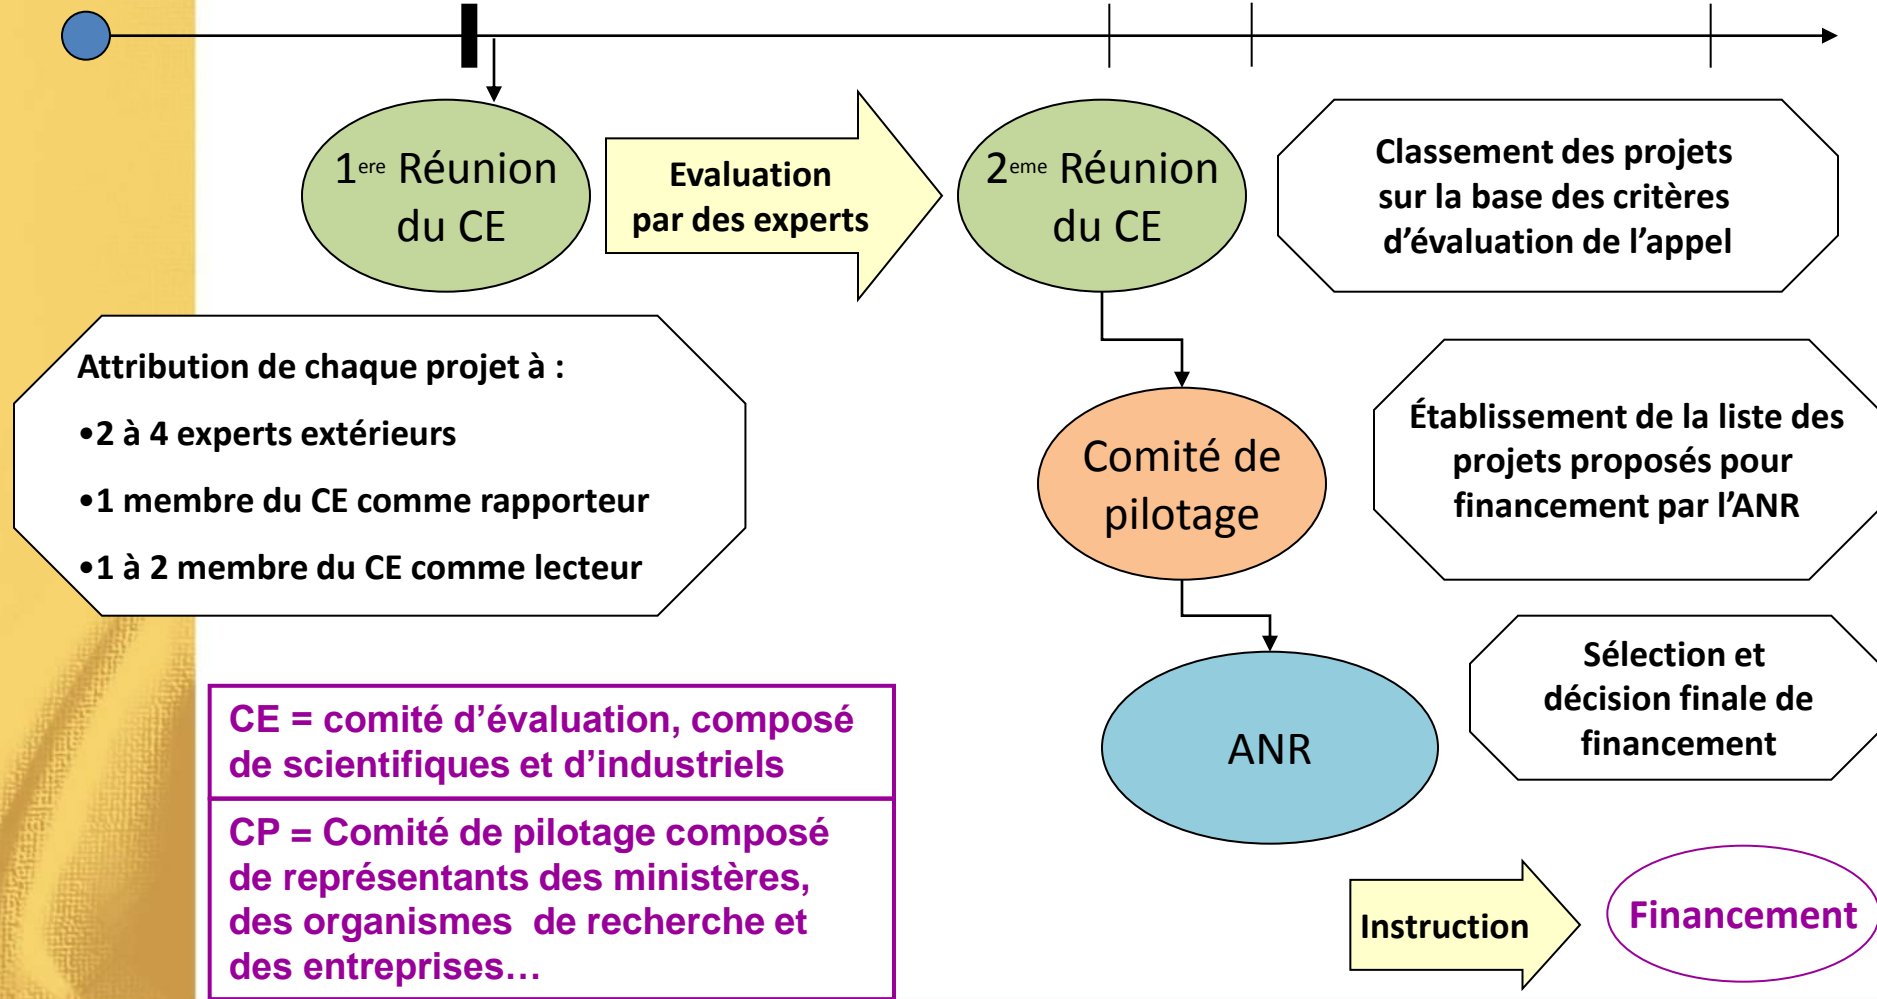 1ere Réunion
du CE
Evaluation
par des experts
2eme Réunion
du CE
Classement des projets
sur la base des critères
d’évaluation de l’appel
Attribution de chaque projet à :
•2 à 4 experts extérieurs
•1 membre du CE comme rapporteur
•1 à 2 membre du CE comme lecteur
Comité de
pilotage
Établissement de la liste des
projets proposés pour
financement par l’ANR
ANR
Sélection et
décision finale de
financement
CE = comité d’évaluation, composé
de scientifiques et d’industriels
CP = Comité de pilotage composé
de représentants des ministères,
des organismes de recherche et
des entreprises…
Instruction
Financement